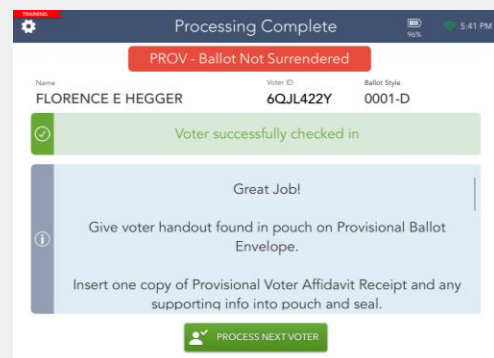 TRAINING
Processing Complete
96%
5:41 PM
PROV - Ballot Not Surrendered
Name
Voter ID
Ballot Style
FLORENCE E HEGGER
6QJL422Y
0001-D
Voter successfully checked in
Great Job!
Give voter handout found in pouch on Provisional Ballot
Envelope.
Insert one copy of Provisional Voter Affidavit Receipt and any
supporting info into pouch and seal.
PROCESS NEXT VOTER